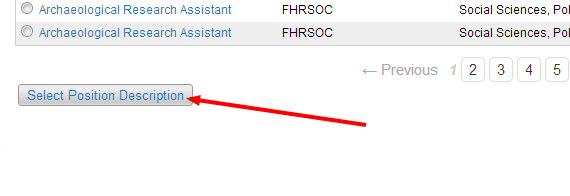 Archaeological Research Assistant FHRSOC Social Sciences, Pol
Archaeological Research Assistant FHRSOC Social Sciences, Pol
← Previous 1 2 3 4 5
Select Position Description